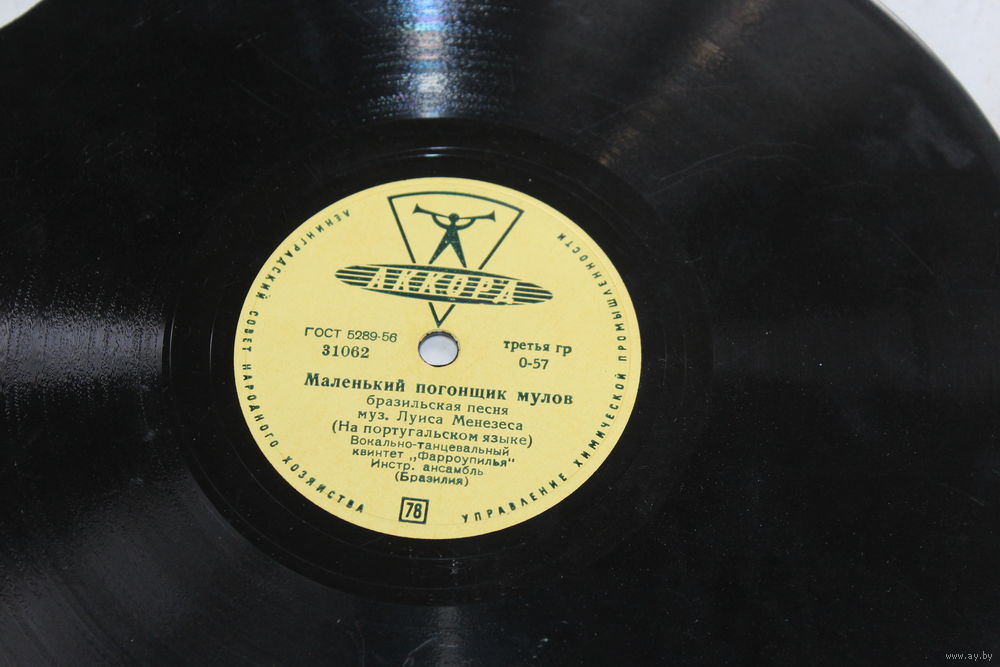 ЛЕНИНГРАДСКИЙ СОВЕТ НАРОДНОГО ХОЗЯЙСТВА
УПРАВЛЕНИЕ ХИМИЧЕСКОЙ ПРОМЫШЛЕННОСТИ
АККОРД
ГОСТ 5289-56
31062
третья гр
0-57
Маленький погонщик мулов
бразильская песня
муз. Луиса Менезеса
(На португальском языке)
Вокально-танцевальный
квинтет „Фарроупилья"
Инстр. ансамбль
(Бразилия)
78
www.ay.by